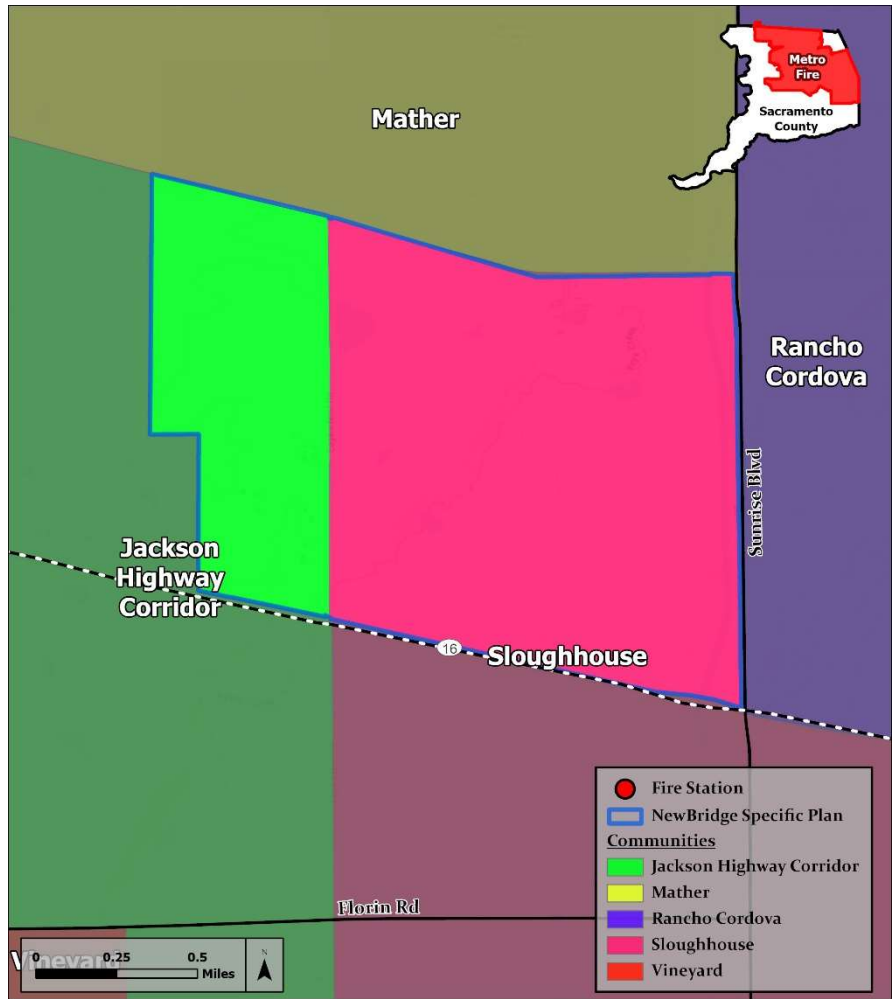 Metro
Fire
Sacramento
County
Mather
Rancho
Cordova
Sunrise Blvd
Jackson
Highway
Corridor
16
Sloughhouse
Florin Rd
Vineyard
0 0.25 0.5
Miles
N
Fire Station
NewBridge Specific Plan
Communities
Jackson Highway Corridor
Mather
Rancho Cordova
Sloughhouse
Vineyard